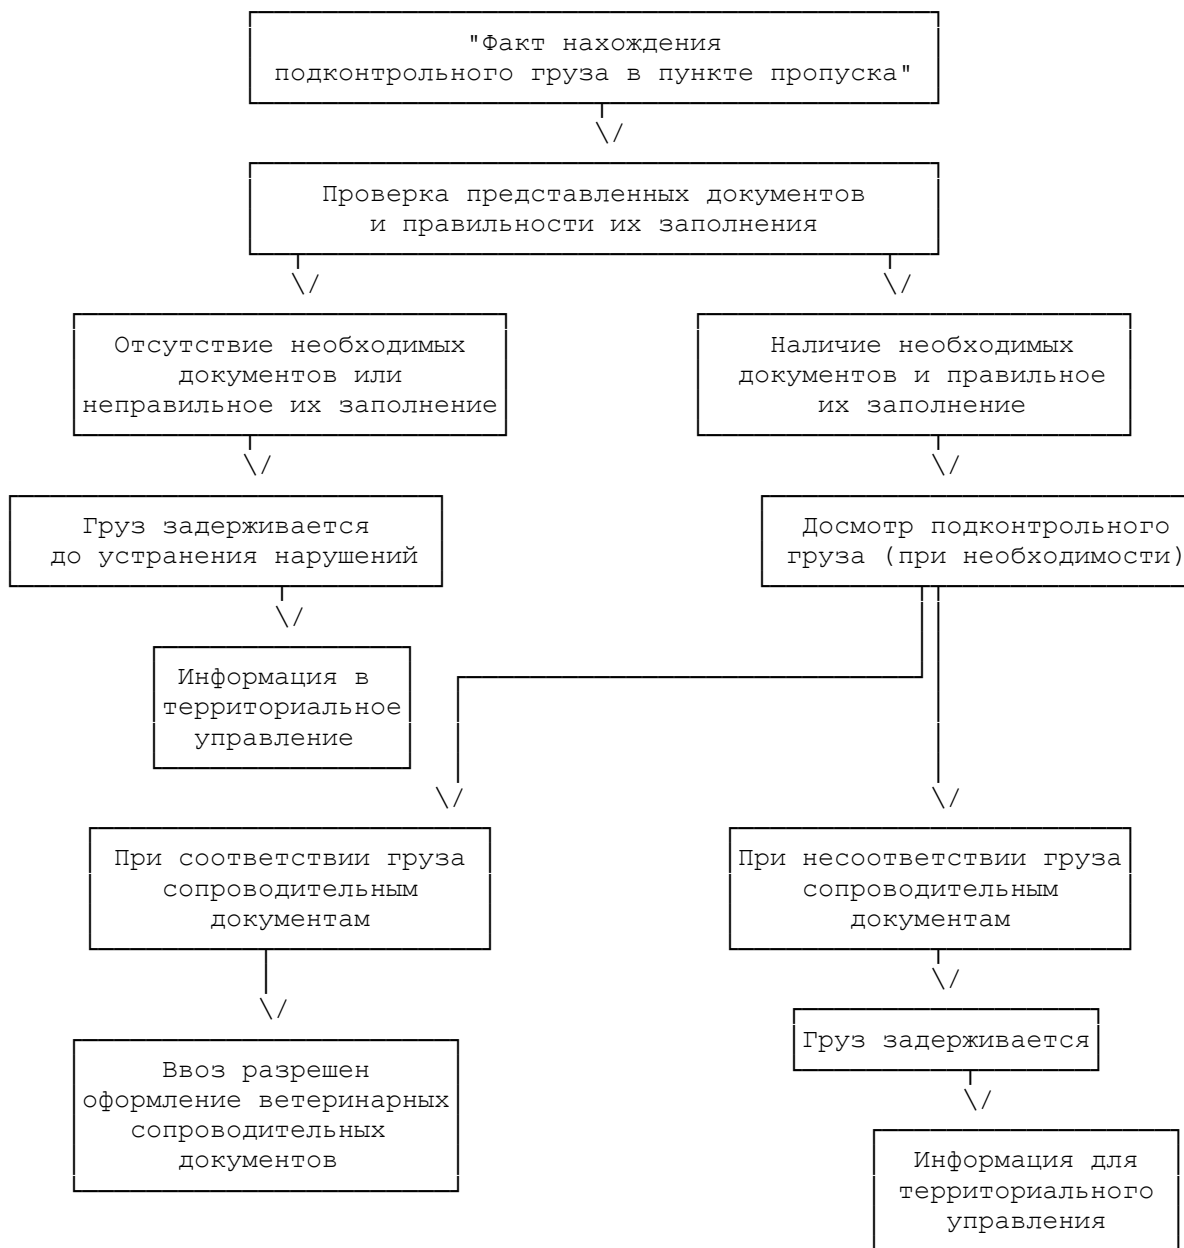 "Факт нахождения
подконтрольного груза в пункте пропуска"
Проверка представленных документов
и правильности их заполнения
Отсутствие необходимых
документов или
неправильное их заполнение
Наличие необходимых
документов и правильное
их заполнение
Груз задерживается
до устранения нарушений
Досмотр подконтрольного
груза (при необходимости)
Информация в
территориальное
управление
При соответствии груза
сопроводительным
документам
При несоответствии груза
сопроводительным
документам
Груз задерживается
Ввоз разрешен
оформление ветеринарных
сопроводительных
документов
Информация для
территориального
управления